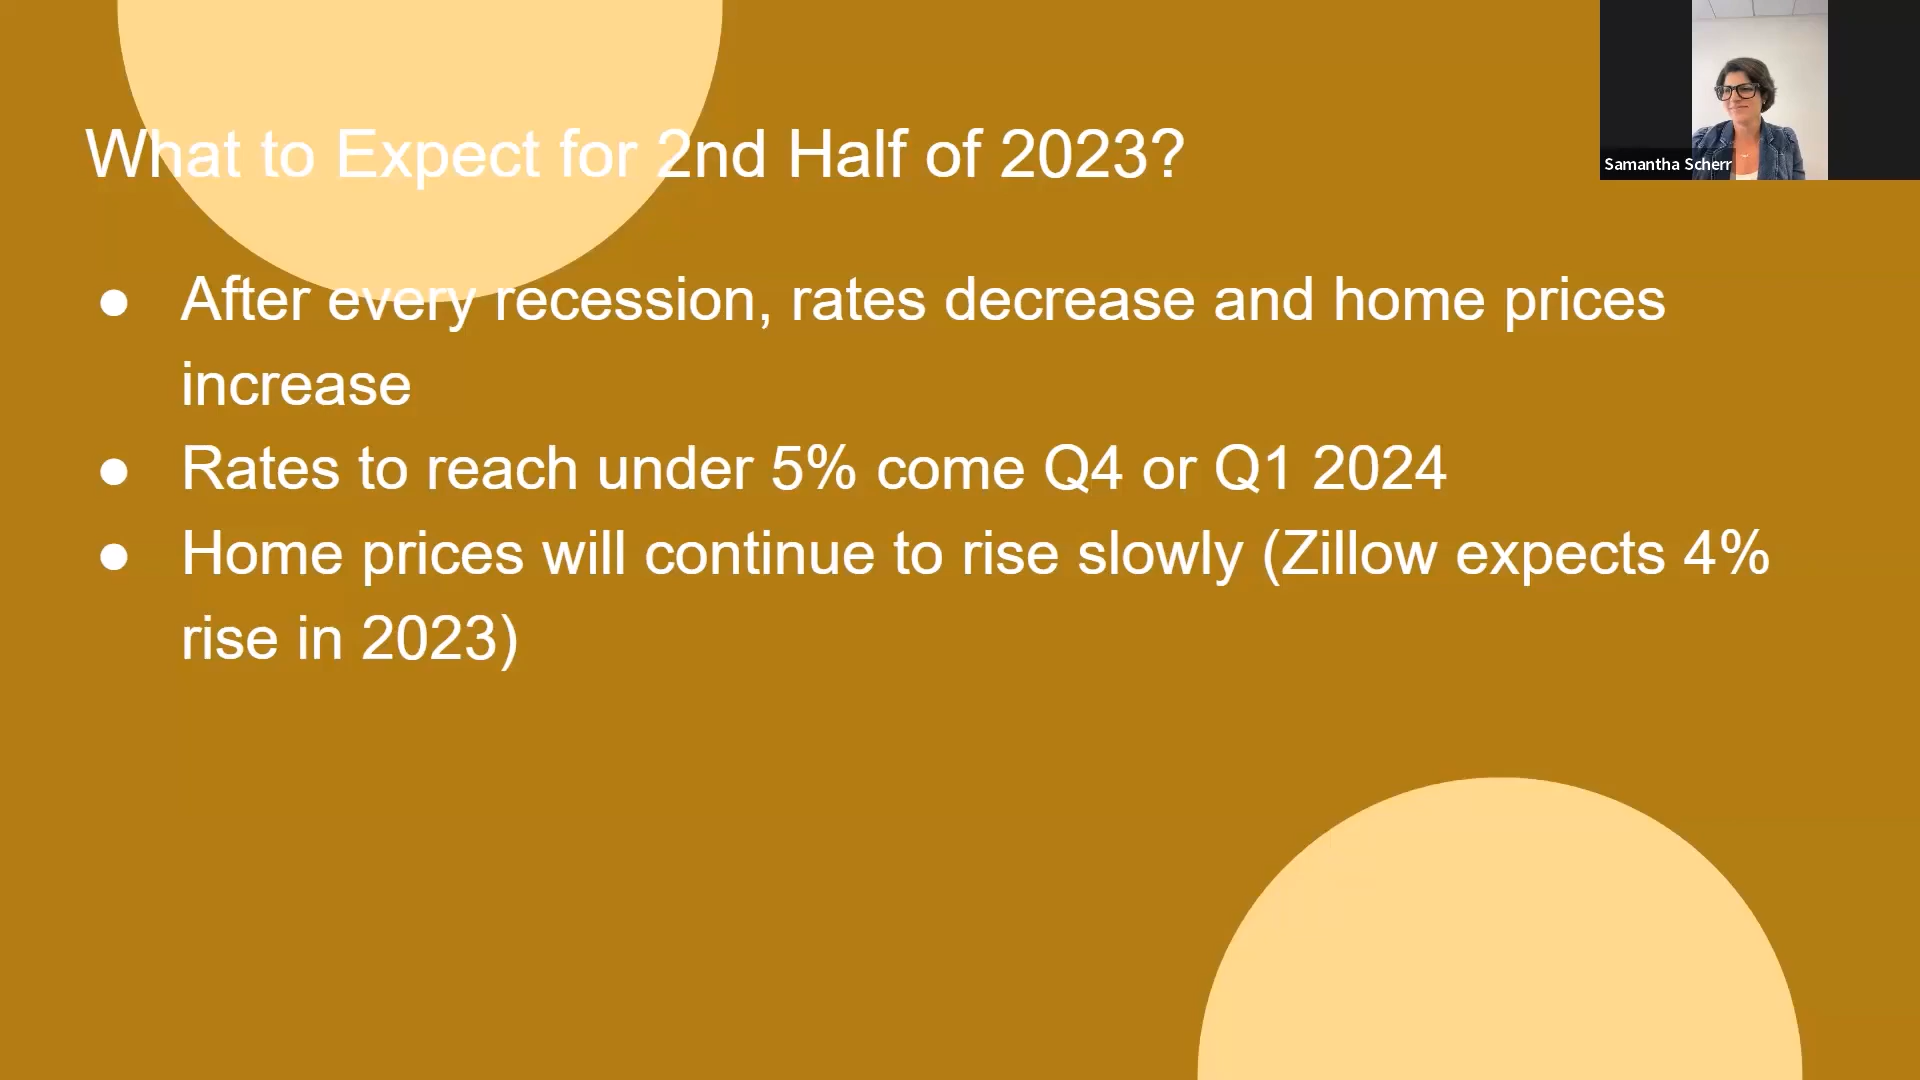 What to Expect for 2nd Half of 2023?
Samantha Scherr
● After every recession, rates decrease and home prices
increase
● Rates to reach under 5% come Q4 or Q1 2024
● Home prices will continue to rise slowly (Zillow expects 4%
rise in 2023)